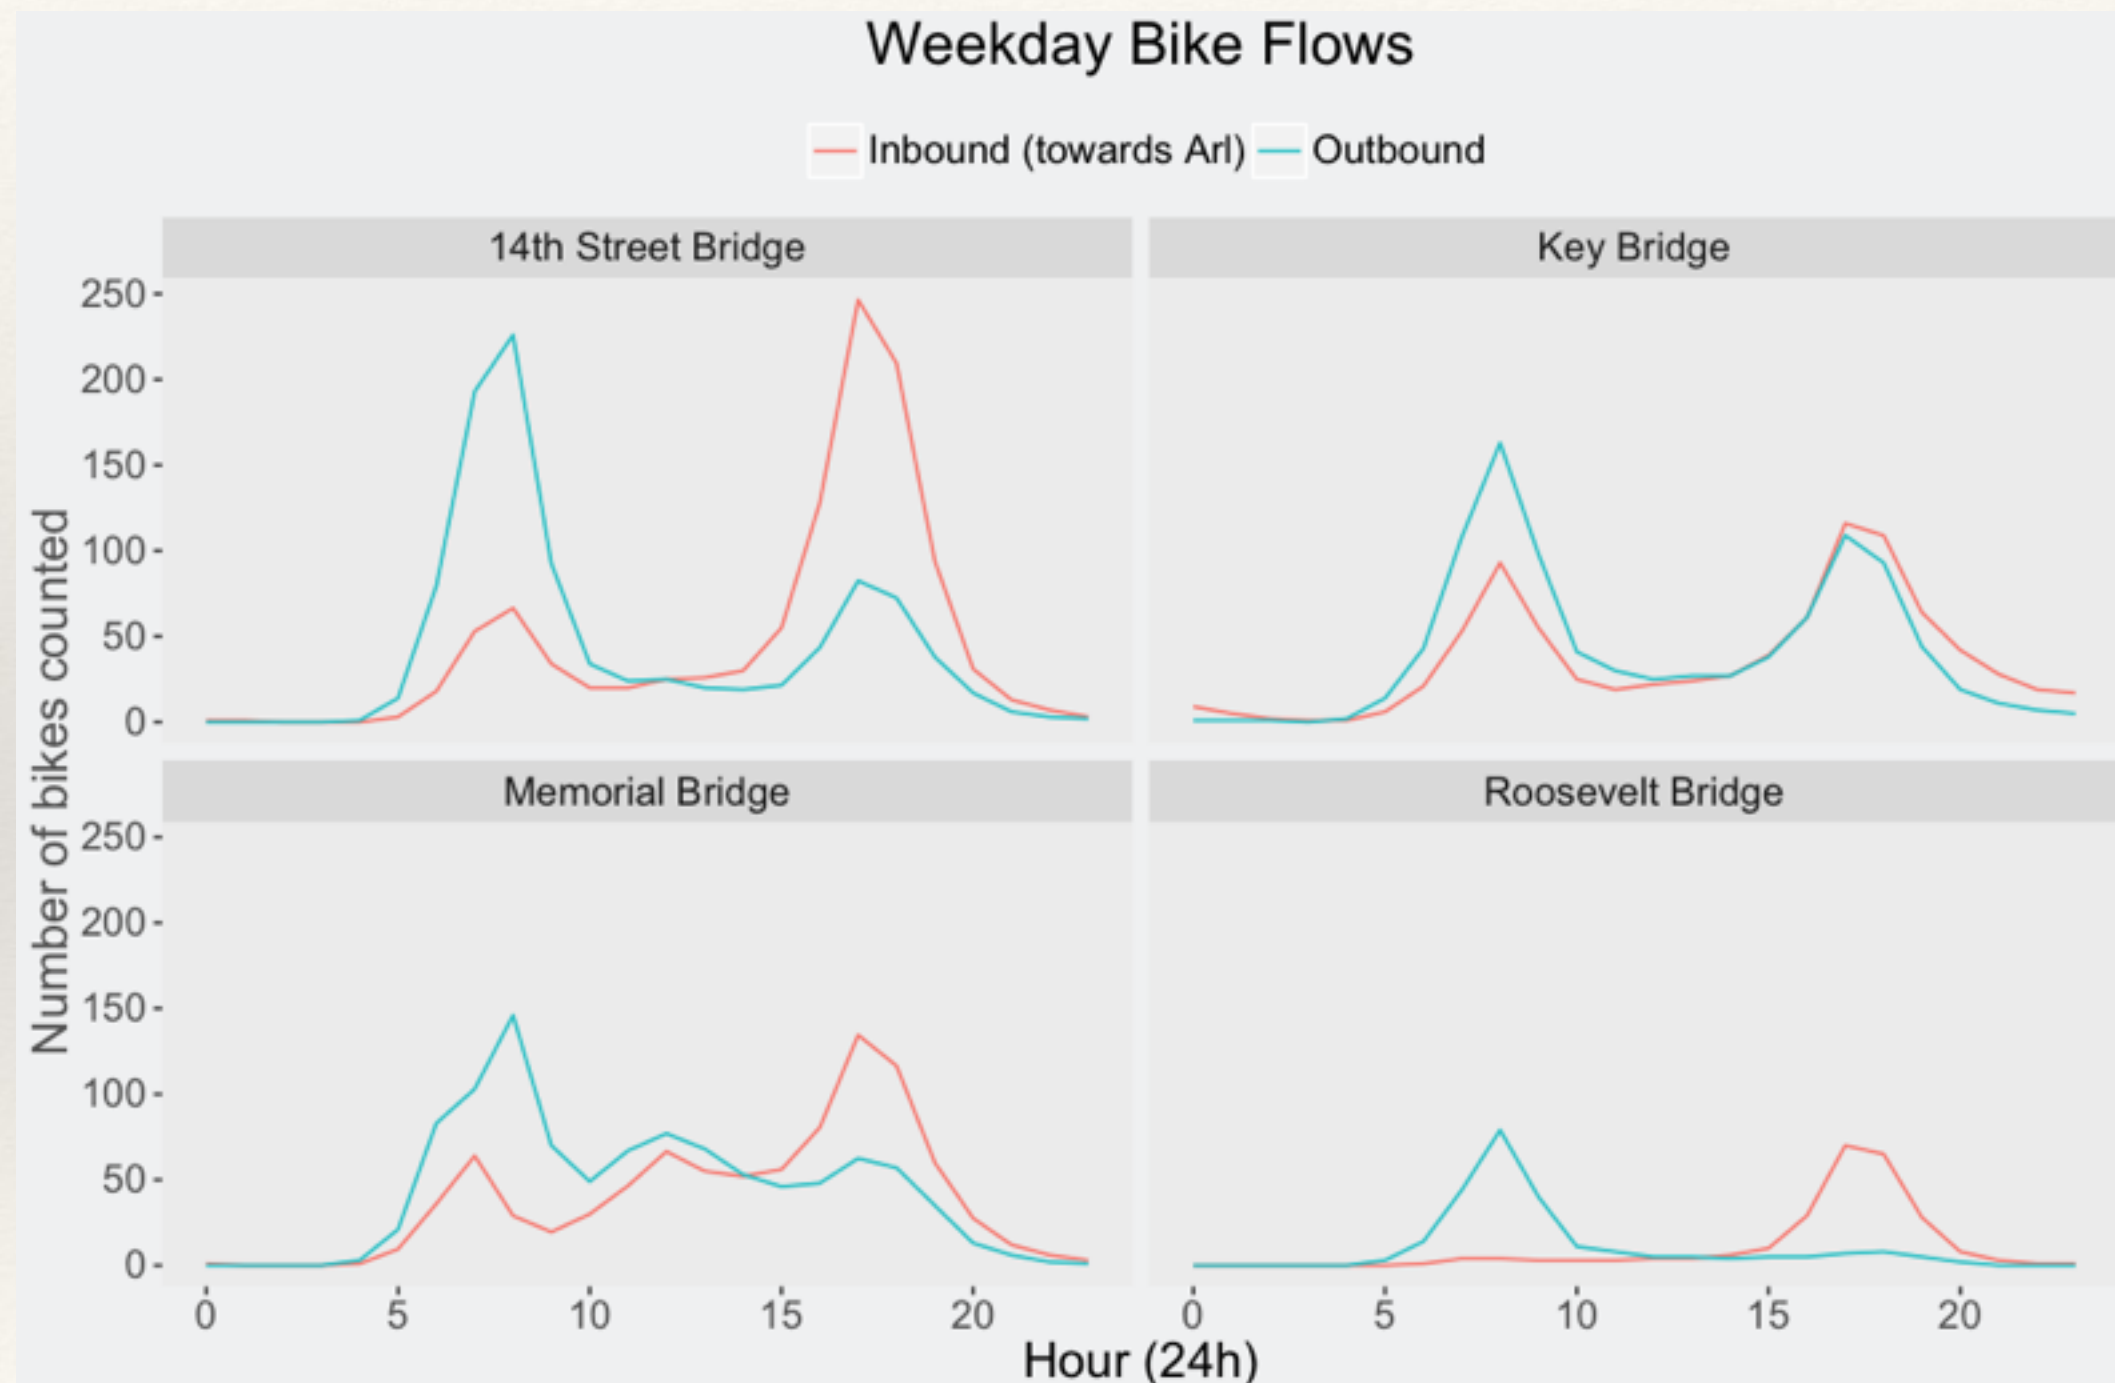 Weekday Bike Flows
Inbound (towards Arl) Outbound
14th Street Bridge
Key Bridge
250
200
150
100
50
0
Memorial Bridge
Roosevelt Bridge
250
200
150
100
50
0
Number of bikes counted
0 5 10 15 20
0 5 10 15 20
Hour (24h)